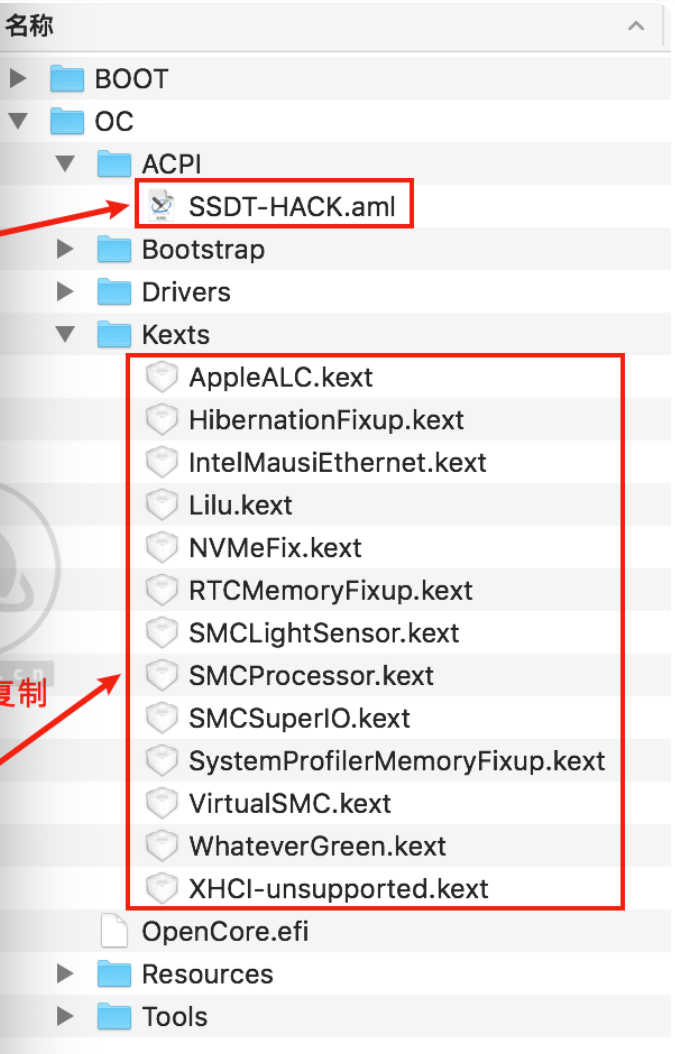 名称
BOOT
OC
ACPI
SSDT-HACK.aml
Bootstrap
Drivers
Kexts
AppleALC.kext
HibernationFixup.kext
IntelMausiEthernet.kext
Lilu.kext
NVMeFix.kext
RTCMemoryFixup.kext
SMCLightSensor.kext
SMCProcessor.kext
复制
SMCSuperIO.kext
SystemProfilerMemoryFixup.kext
VirtualSMC.kext
WhateverGreen.kext
XHCI-unsupported.kext
OpenCore.efi
Resources
Tools